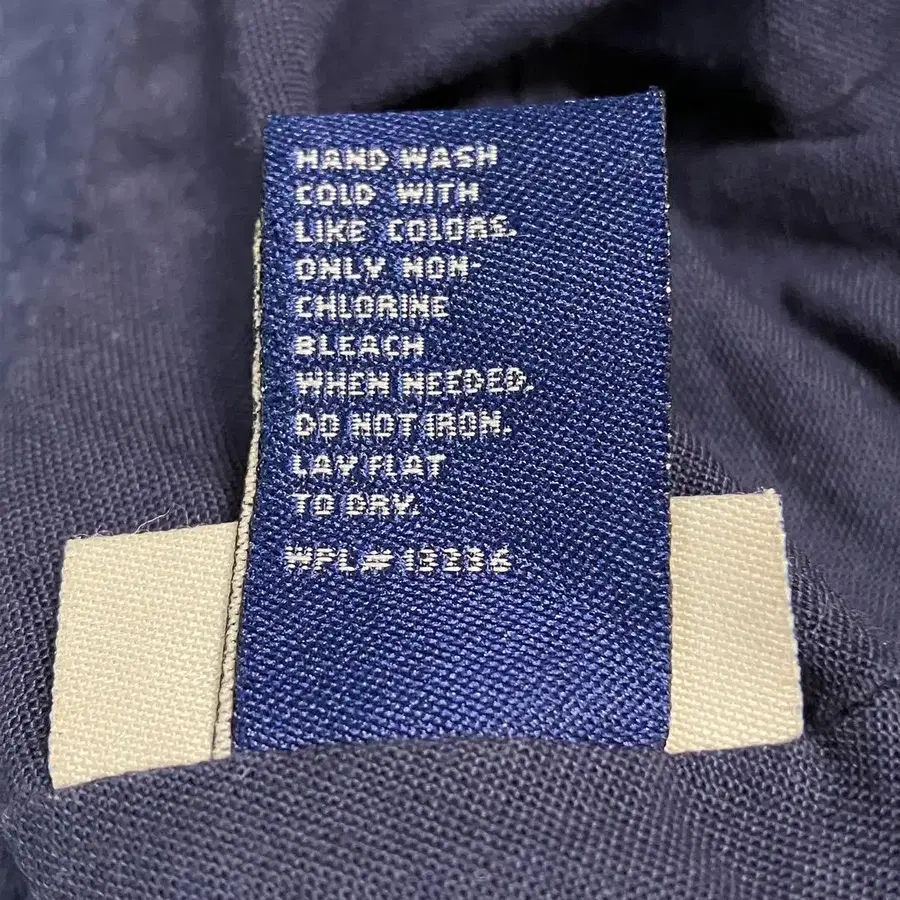 HAND WASH
COLD WITH
LIKE COLORS.
ONLY NON-
CHLORINE
BLEACH
WHEN NEEDED.
DO NOT IRON.
LAY FLAT
TO DRY.
WPL# 13236